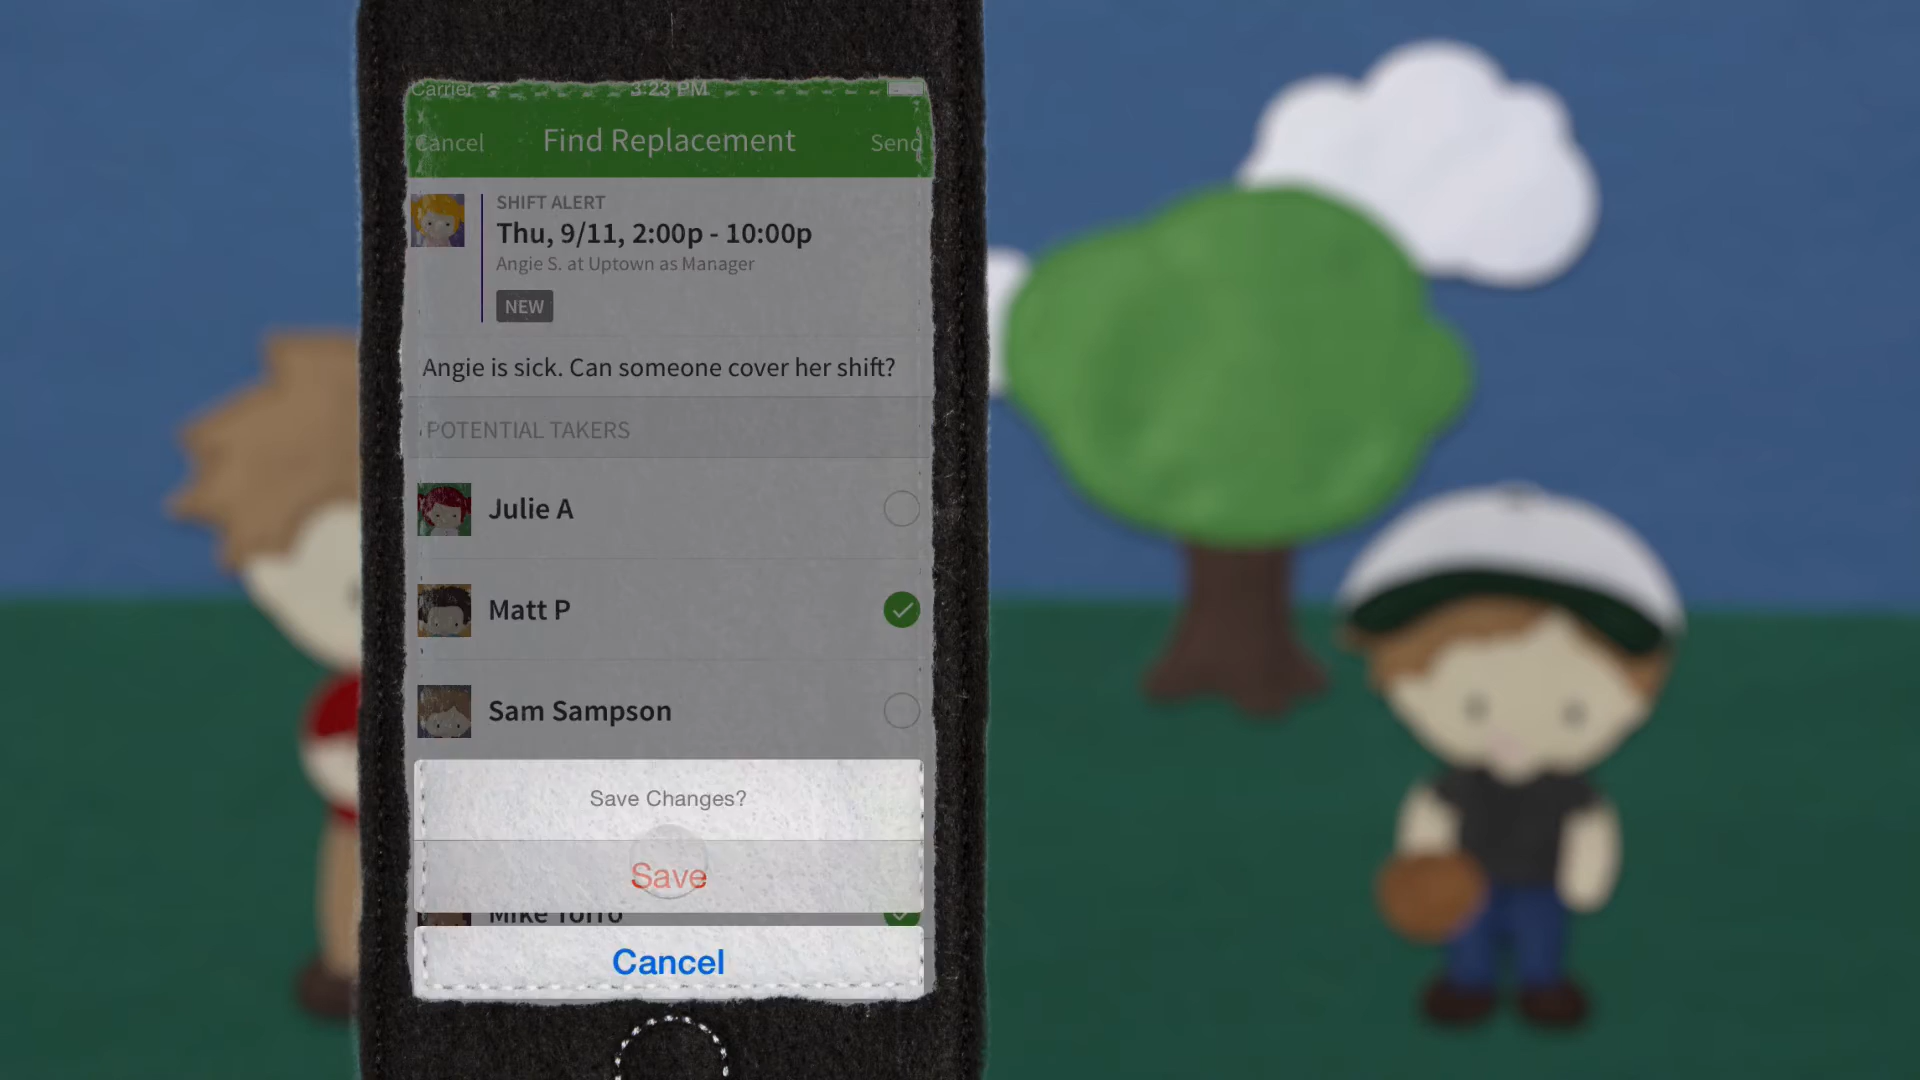 Carrier 3:23 PM
Cancel Find Replacement Send
SHIFT ALERT
Thu, 9/11, 2:00p - 10:00p
Angie S. at Uptown as Manager
NEW
Angie is sick. Can someone cover her shift?
POTENTIAL TAKERS
Julie A
Matt P
Sam Sampson
Save Changes?
Save
Mike Torro
Cancel